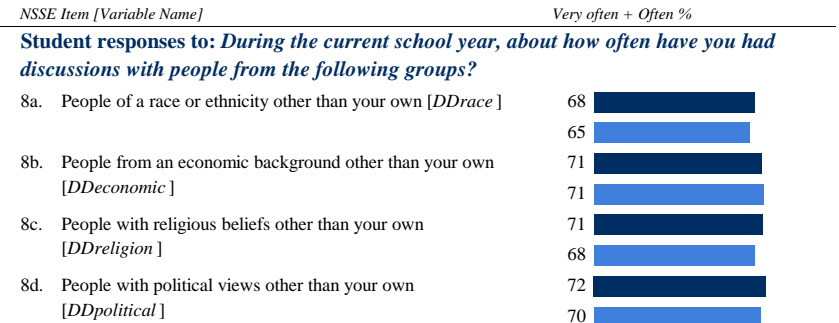 NSSE Item [Variable Name] Very often + Often %
Student responses to: During the current school year, about how often have you had
discussions with people from the following groups?
8a. People of a race or ethnicity other than your own [DDrace ] 68
65
8b. People from an economic background other than your own 71
[DDeconomic ] 71
8c. People with religious beliefs other than your own 71
[DDreligion ] 68
8d. People with political views other than your own 72
[DDpolitical ] 70